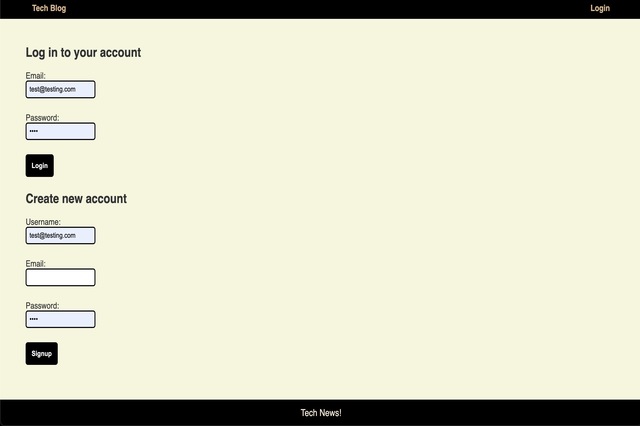 Tech Blog
Login
Log in to your account
Email:
test@testing.com
Password:
••••
Login
Create new account
Username:
test@testing.com
Email:
Password:
••••
Signup
Tech News!